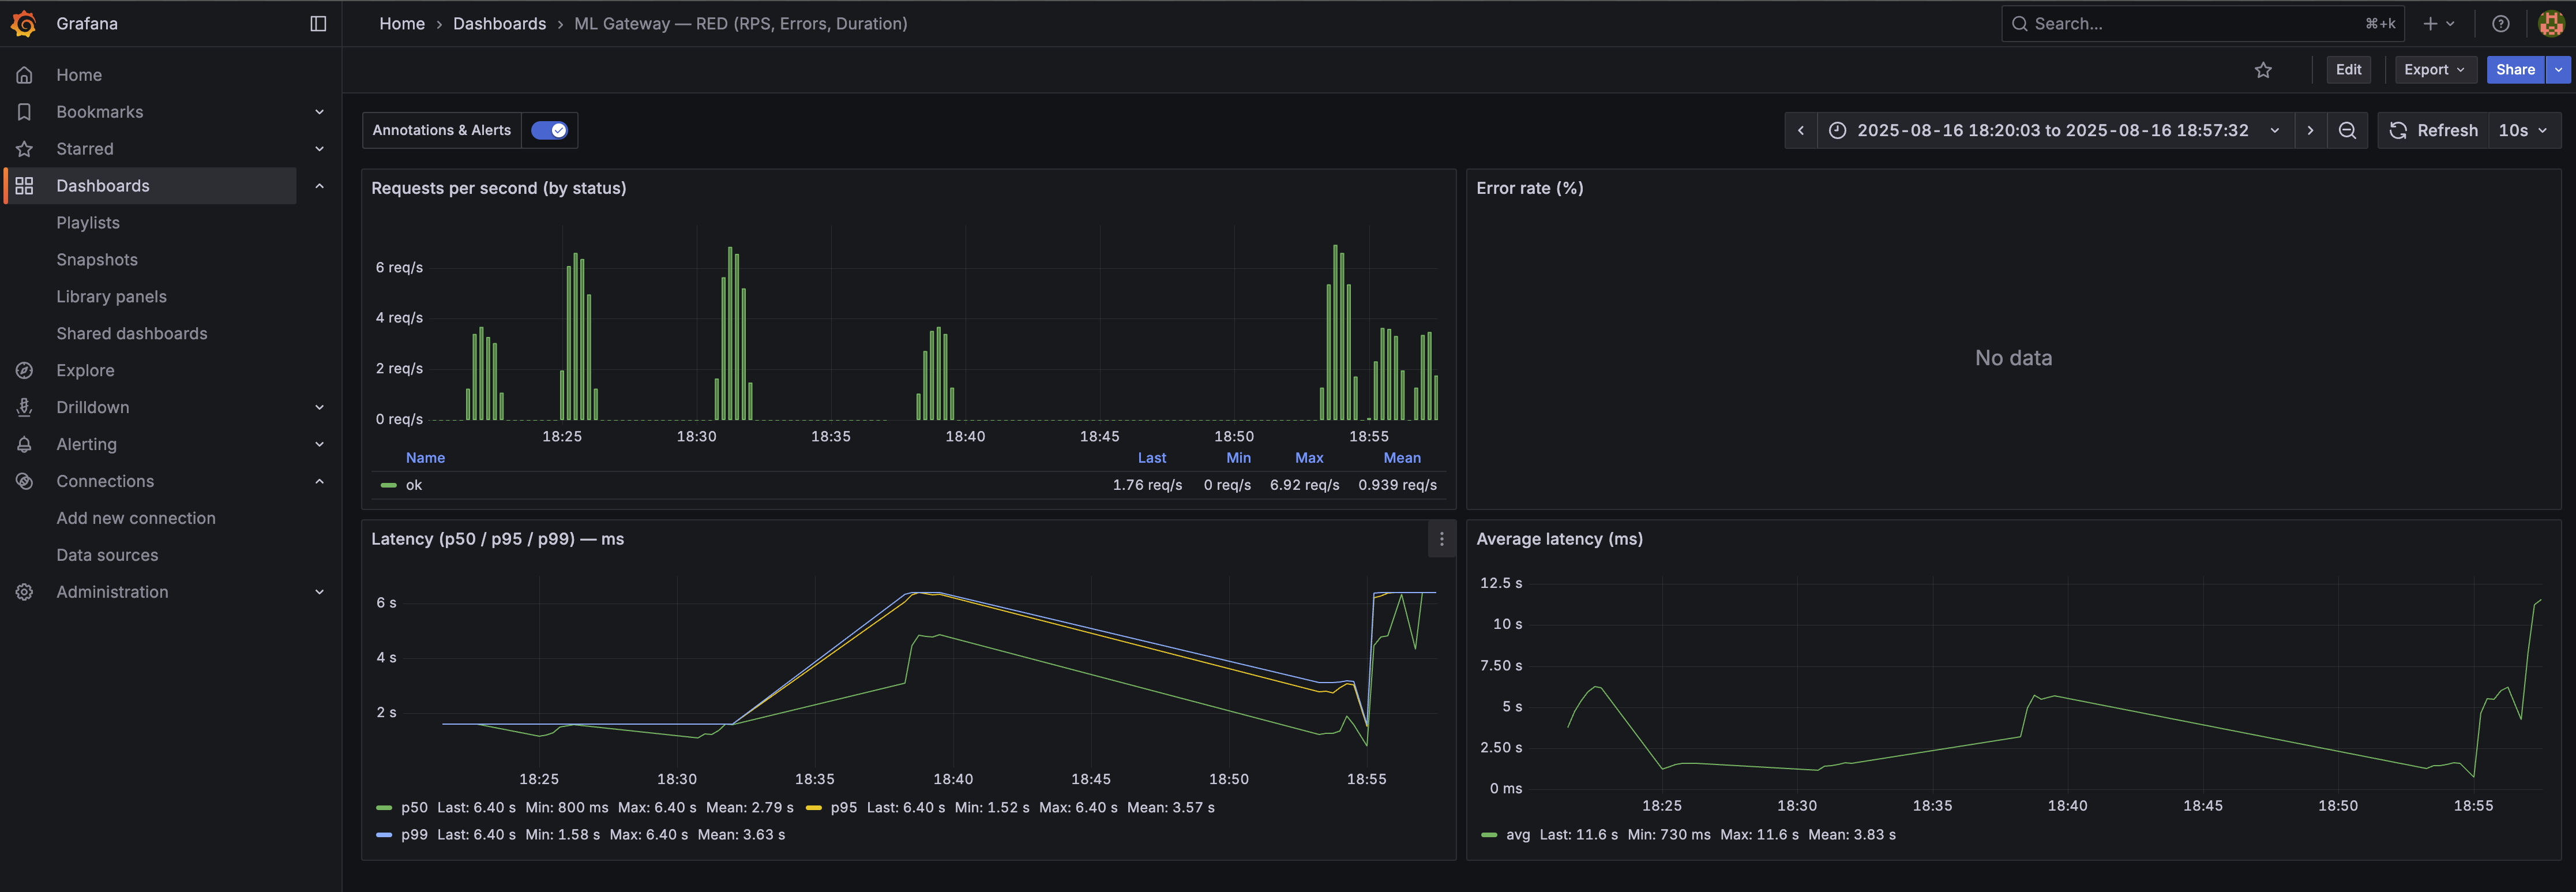 Grafana
Home › Dashboards › ML Gateway — RED (RPS, Errors, Duration)
Search... ⌘+k
Edit Export Share
Home
Bookmarks
Starred
Dashboards
Playlists
Snapshots
Library panels
Shared dashboards
Explore
Drilldown
Alerting
Connections
Add new connection
Data sources
Administration
Annotations & Alerts
2025-08-16 18:20:03 to 2025-08-16 18:57:32
Refresh 10s
Requests per second (by status)
6 req/s
4 req/s
2 req/s
0 req/s
18:25 18:30 18:35 18:40 18:45 18:50 18:55
Name Last Min Max Mean
ok 1.76 req/s 0 req/s 6.92 req/s 0.939 req/s
Error rate (%)
No data
Latency (p50 / p95 / p99) — ms
6 s
4 s
2 s
18:25 18:30 18:35 18:40 18:45 18:50 18:55
p50 Last: 6.40 s Min: 800 ms Max: 6.40 s Mean: 2.79 s p95 Last: 6.40 s Min: 1.52 s Max: 6.40 s Mean: 3.57 s
p99 Last: 6.40 s Min: 1.58 s Max: 6.40 s Mean: 3.63 s
Average latency (ms)
12.5 s
10 s
7.50 s
5 s
2.50 s
0 ms
18:25 18:30 18:35 18:40 18:45 18:50 18:55
avg Last: 11.6 s Min: 730 ms Max: 11.6 s Mean: 3.83 s